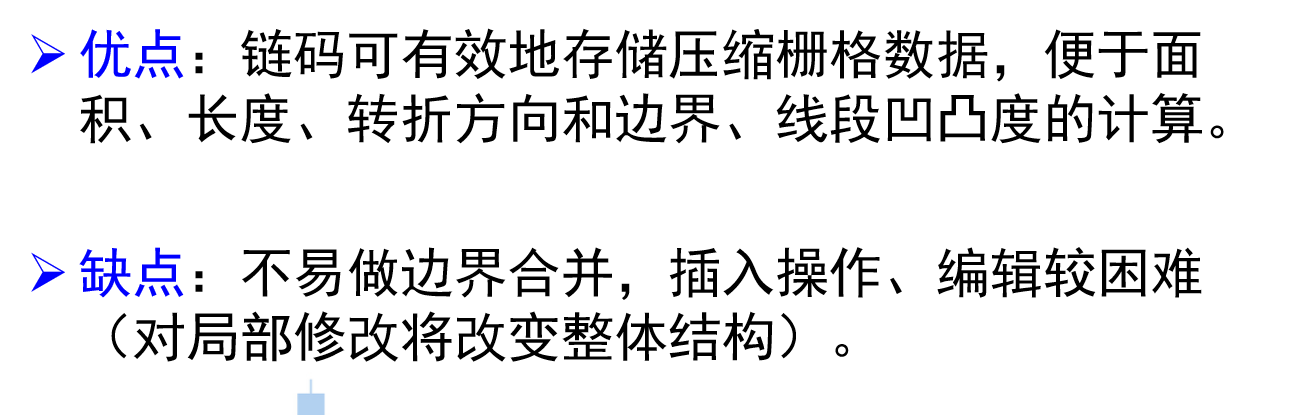 ➢ 优点：链码可有效地存储压缩栅格数据，便于面
积、长度、转折方向和边界、线段凹凸度的计算。
➢ 缺点：不易做边界合并，插入操作、编辑较困难
（对局部修改将改变整体结构）。